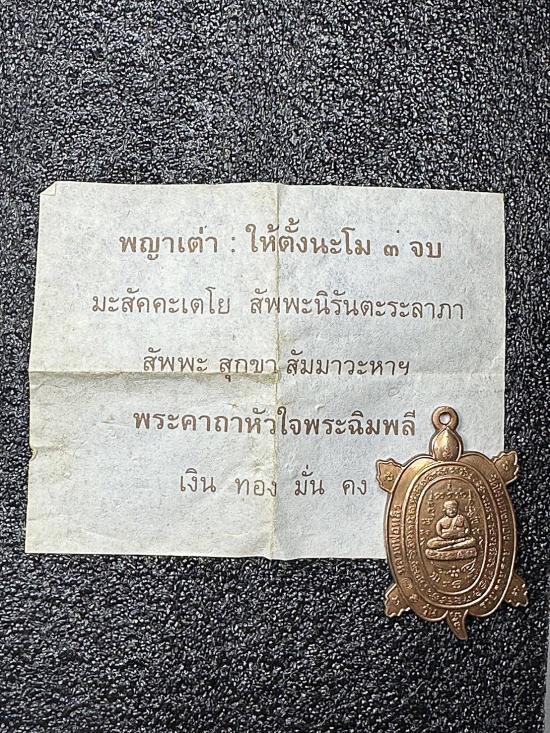 พญาเต่า : ให้ตั้งนะโม ๓ จบ
มะสัคคะเตโย สัพพะนิรันตะระลาภา
สัพพะ สุกขา สัมมาวะหาฯ
พระคาถาหัวใจพระฉิมพลี
เงิน ทอง มั่น คง